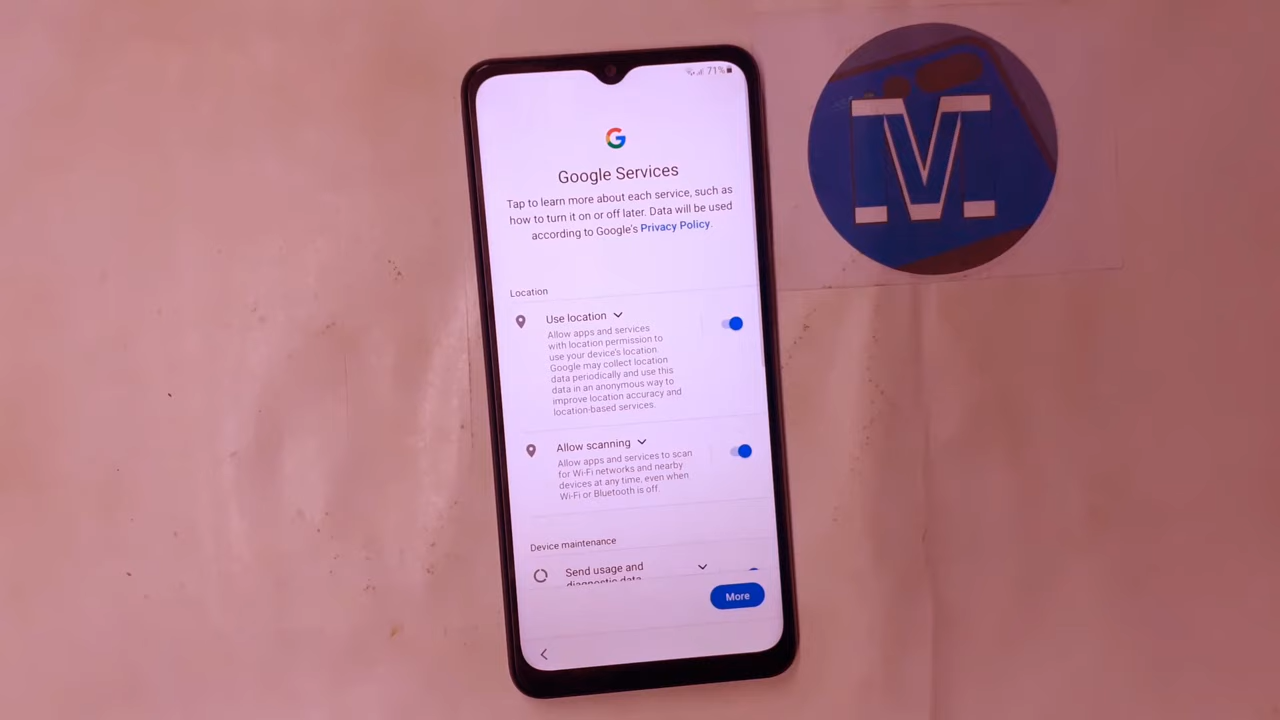 71%
Google Services
Tap to learn more about each service, such as
how to turn it on or off later. Data will be used
according to Google's Privacy Policy.
Location
Use location
Allow apps and services
with location permission to
use your device's location.
Google may collect location
data periodically and use this
data in an anonymous way to
improve location accuracy and
location-based services.
Allow scanning
Allow apps and services to scan
for Wi-Fi networks and nearby
devices at any time, even when
Wi-Fi or Bluetooth is off.
Device maintenance
Send usage and
diagnostic data
More
M